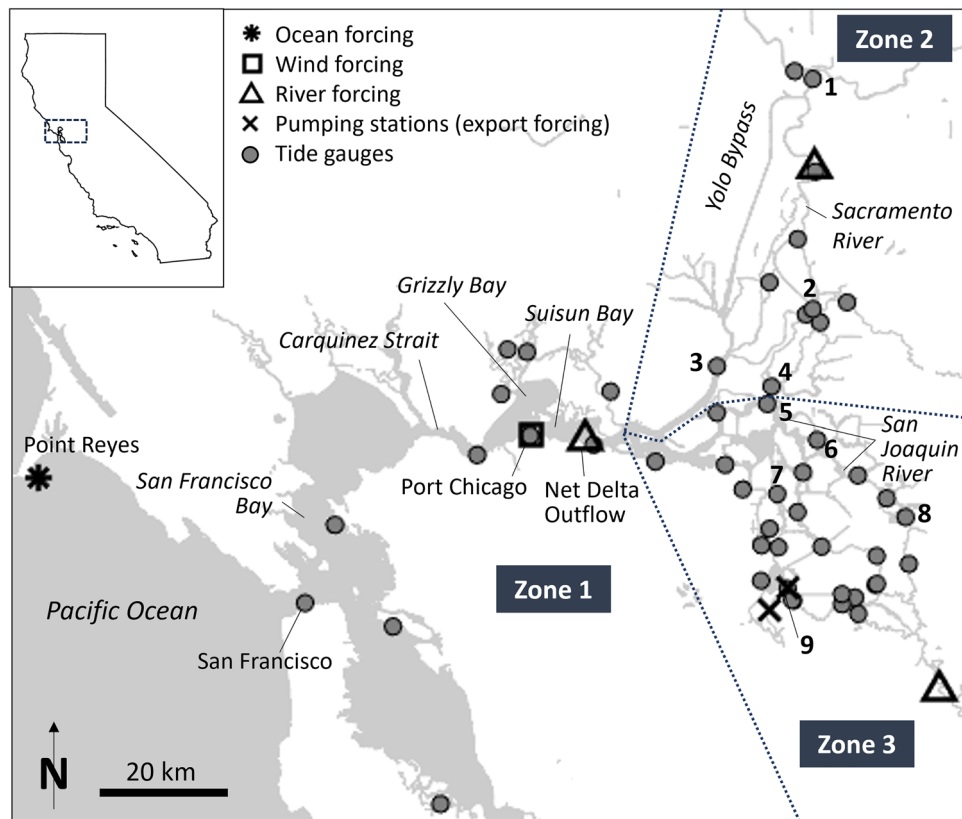 Ocean forcing
Wind forcing
River forcing
Pumping stations (export forcing)
Tide gauges
Zone 2
1
Yolo Bypass
Sacramento
River
Grizzly Bay
Suisun Bay
2
Carquinez Strait
3
4
5
San
Joaquin
River
Point Reyes
6
San Francisco
Bay
Port Chicago
Net Delta
Outflow
7
8
Zone 1
Pacific Ocean
9
San Francisco
Zone 3
N
20 km